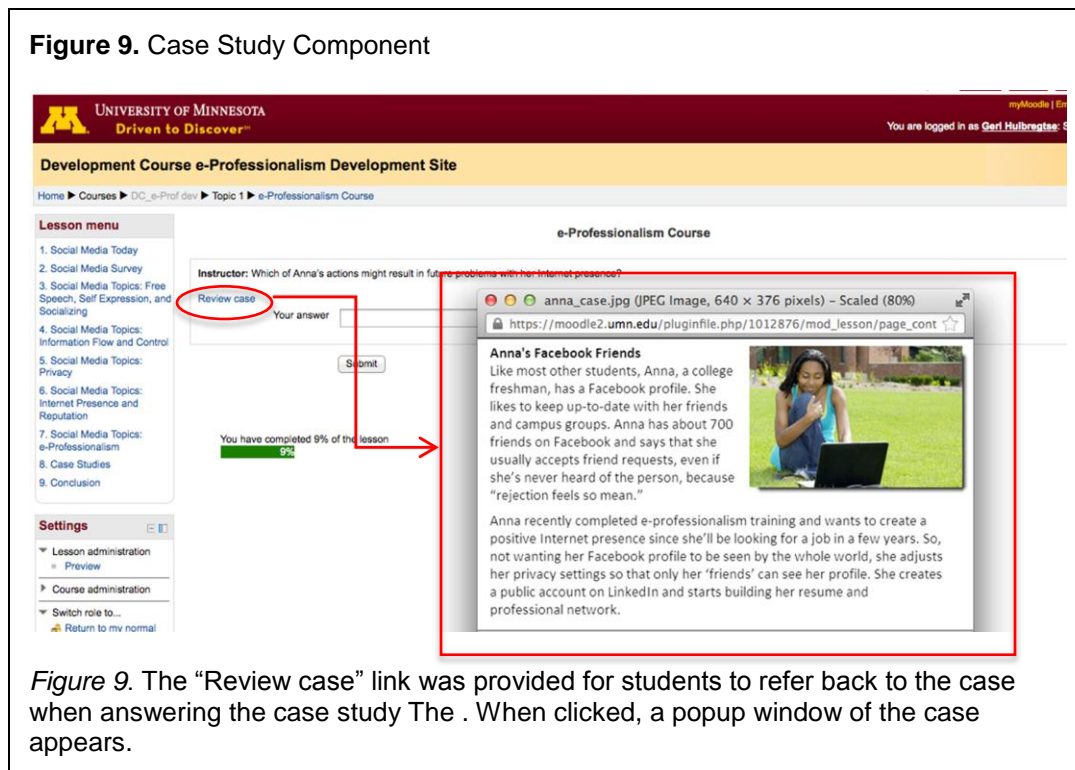 Figure 9. Case Study Component
UNIVERSITY OF MINNESOTA
Driven to Discover℠
myMoodle | Em
You are logged in as Gerl Hulbregtse: S
Development Course e-Professionalism Development Site
Home ▶ Courses ▶ DC_e-Prof dev ▶ Topic 1 ▶ e-Professionalism Course
Lesson menu
1. Social Media Today
2. Social Media Survey
3. Social Media Topics: Free
Speech, Self Expression, and
Socializing
4. Social Media Topics:
Information Flow and Control
5. Social Media Topics:
Privacy
6. Social Media Topics:
Internet Presence and
Reputation
7. Social Media Topics:
e-Professionalism
8. Case Studies
9. Conclusion
Settings
Lesson administration
Preview
Course administration
Switch role to...
Return to my normal
e-Professionalism Course
Instructor: Which of Anna's actions might result in future problems with her Internet presence?
Review case
Your answer
Submit
You have completed 9% of the lesson
9%
anna_case.jpg (JPEG Image, 640 × 376 pixels) – Scaled (80%)
https://moodle2.umn.edu/pluginfile.php/1012876/mod_lesson/page_cont
Anna's Facebook Friends
Like most other students, Anna, a college
freshman, has a Facebook profile. She
likes to keep up-to-date with her friends
and campus groups. Anna has about 700
friends on Facebook and says that she
usually accepts friend requests, even if
she's never heard of the person, because
“rejection feels so mean.”
Anna recently completed e-professionalism training and wants to create a
positive Internet presence since she'll be looking for a job in a few years. So,
not wanting her Facebook profile to be seen by the whole world, she adjusts
her privacy settings so that only her ‘friends’ can see her profile. She creates
a public account on LinkedIn and starts building her resume and
professional network.
Figure 9. The “Review case” link was provided for students to refer back to the case
when answering the case study The . When clicked, a popup window of the case
appears.